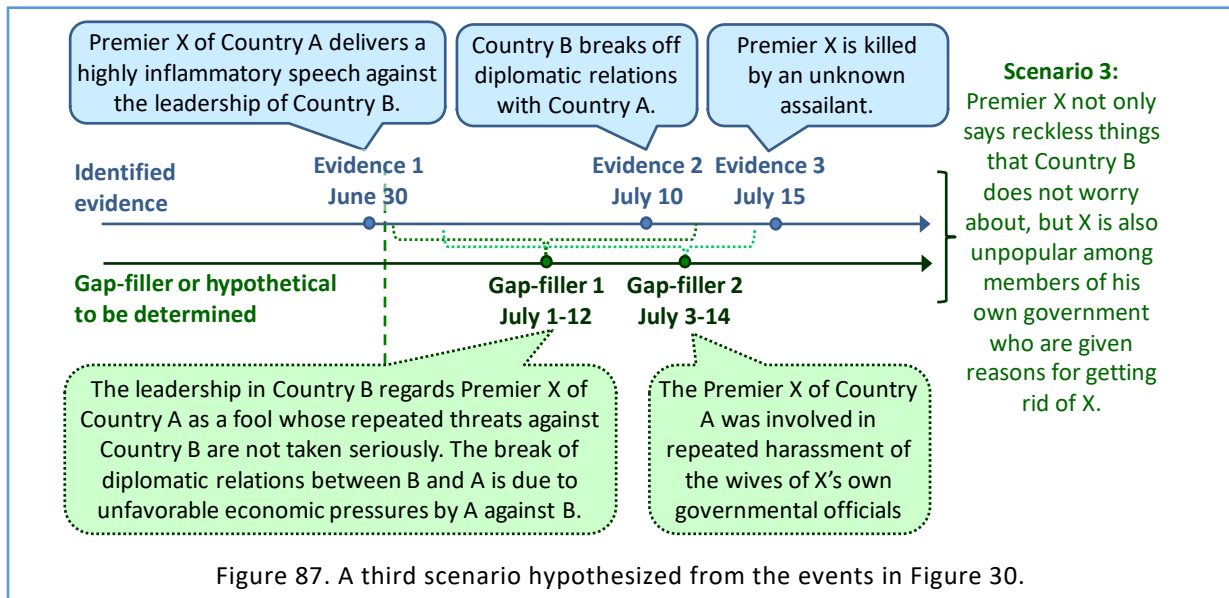 Premier X of Country A delivers a
highly inflammatory speech against
the leadership of Country B.
Country B breaks off
diplomatic relations
with Country A.
Premier X is killed
by an unknown
assailant.
Scenario 3:
Premier X not only
says reckless things
that Country B
does not worry
about, but X is also
unpopular among
members of his
own government
who are given
reasons for getting
rid of X.
Identified
evidence
Evidence 1
June 30
Evidence 2
July 10
Evidence 3
July 15
Gap-filler or hypothetical
to be determined
Gap-filler 1
July 1-12
Gap-filler 2
July 3-14
The leadership in Country B regards Premier X of
Country A as a fool whose repeated threats against
Country B are not taken seriously. The break of
diplomatic relations between B and A is due to
unfavorable economic pressures by A against B.
The Premier X of Country
A was involved in
repeated harassment of
the wives of X’s own
governmental officials
Figure 87. A third scenario hypothesized from the events in Figure 30.